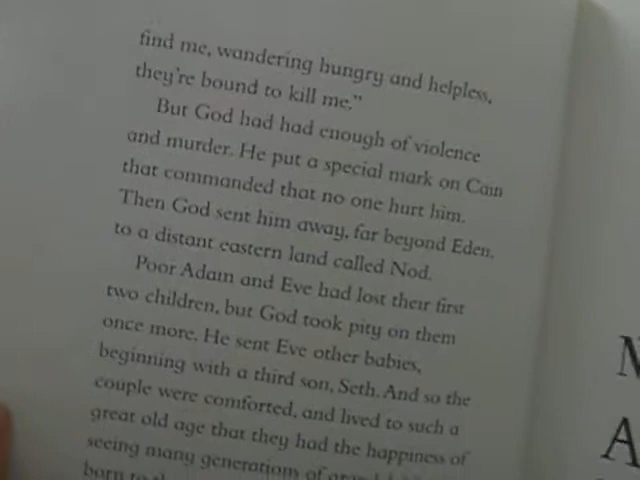 find me, wandering hungry and helpless,
they're bound to kill me."
But God had had enough of violence
and murder. He put a special mark on Cain
that commanded that no one hurt him.
Then God sent him away, far beyond Eden,
to a distant eastern land called Nod.
Poor Adam and Eve had lost their first
two children, but God took pity on them
once more. He sent Eve other babies,
beginning with a third son, Seth. And so the
couple were comforted, and lived to such a
great old age that they had the happiness of
seeing many generations of
born to
N
A